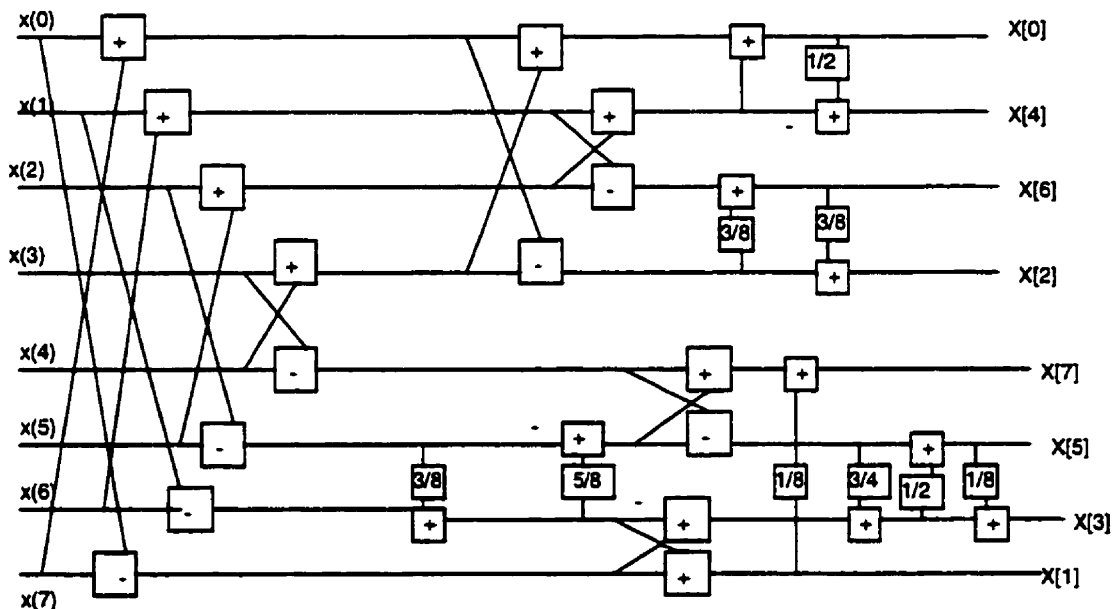 x(0) + + + X[0]
1/2
x(1 + + - + X[4]
x(2) + - + X[6]
3/8 3/8
x(3) + - + X[2]
x(4) - + + X[7]
x(5) - - + - + X[5]
3/8 5/8 1/8 3/4 1/2 1/8
x(6) - + - + + + X[3]
- + X[1]
x(7)